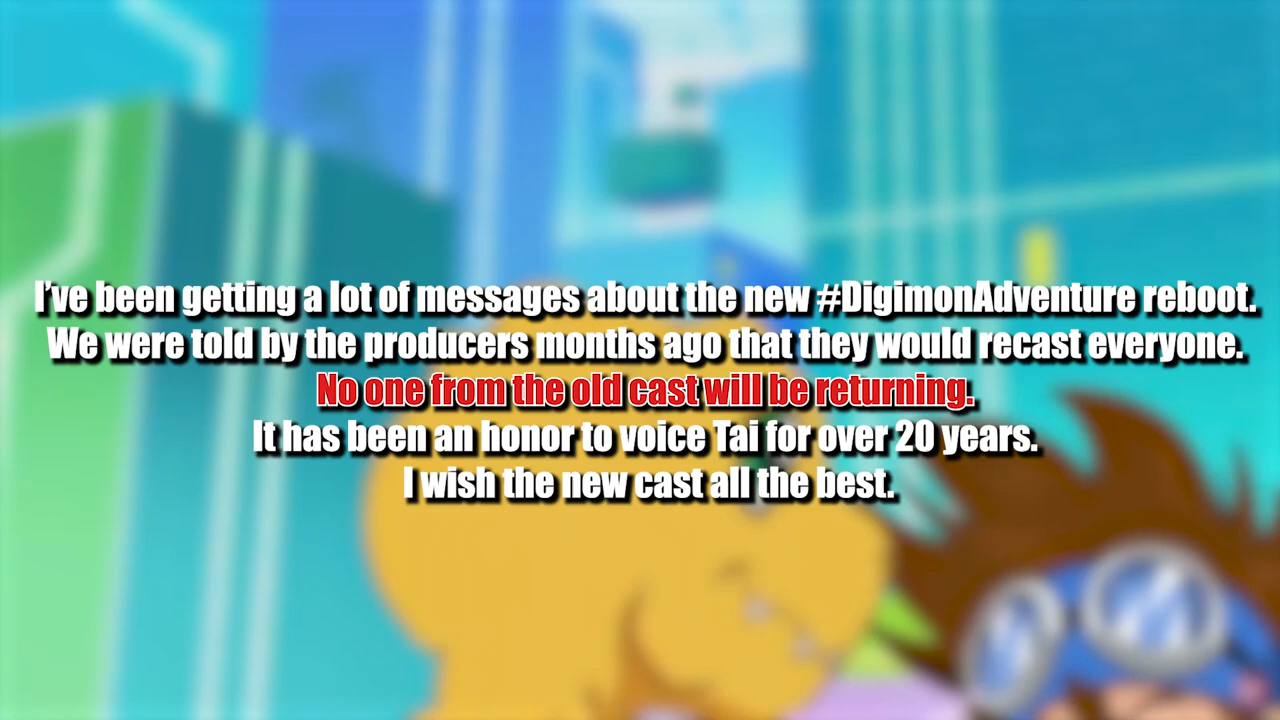 I've been getting a lot of messages about the new #DigimonAdventure reboot.
We were told by the producers months ago that they would recast everyone.
No one from the old cast will be returning.
It has been an honor to voice Tai for over 20 years.
I wish the new cast all the best.